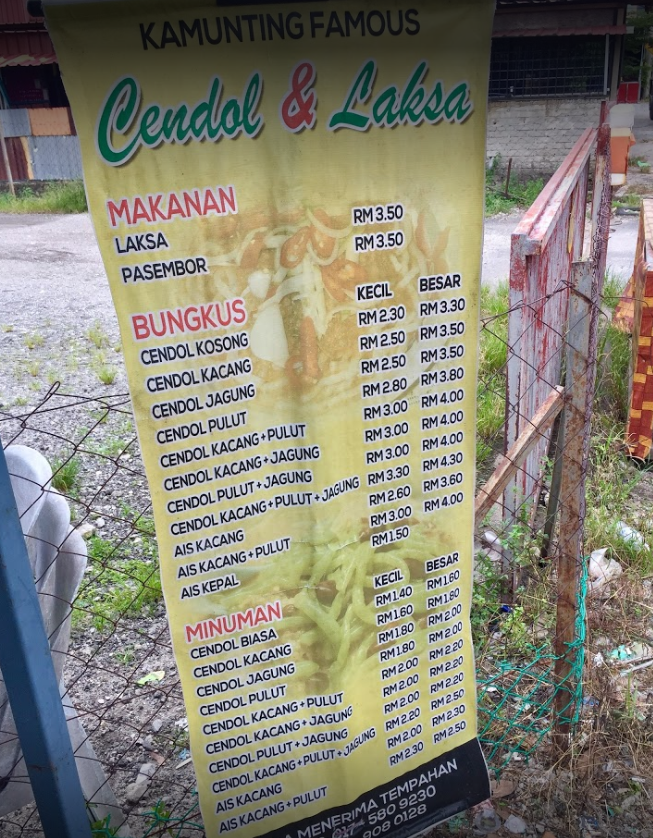 KAMUNTING FAMOUS
Cendol & Laksa
MAKANAN
LAKSA RM 3.50
PASEMBOR RM 3.50
BUNGKUS KECIL BESAR
CENDOL KOSONG RM 2.30 RM 3.30
CENDOL KACANG RM 2.50 RM 3.50
CENDOL JAGUNG RM 2.50 RM 3.50
CENDOL PULUT RM 2.80 RM 3.80
CENDOL KACANG + PULUT RM 3.00 RM 4.00
CENDOL KACANG + JAGUNG RM 3.00 RM 4.00
CENDOL PULUT + JAGUNG RM 3.00 RM 4.00
CENDOL KACANG + PULUT + JAGUNG RM 3.30 RM 4.30
AIS KACANG RM 2.60 RM 3.60
AIS KACANG + PULUT RM 3.00 RM 4.00
AIS KEPAL RM 1.50
MINUMAN KECIL BESAR
CENDOL BIASA RM 1.40 RM 1.60
CENDOL KACANG RM 1.60 RM 1.80
CENDOL JAGUNG RM 1.80 RM 2.00
CENDOL PULUT RM 1.80 RM 2.00
CENDOL KACANG + PULUT RM 2.00 RM 2.20
CENDOL KACANG + JAGUNG RM 2.00 RM 2.20
CENDOL PULUT + JAGUNG RM 2.00 RM 2.20
CENDOL KACANG + PULUT + JAGUNG RM 2.20 RM 2.50
AIS KACANG RM 2.00 RM 2.30
AIS KACANG + PULUT RM 2.30 RM 2.50
MENERIMA TEMPAHAN
580 9230
808 0128